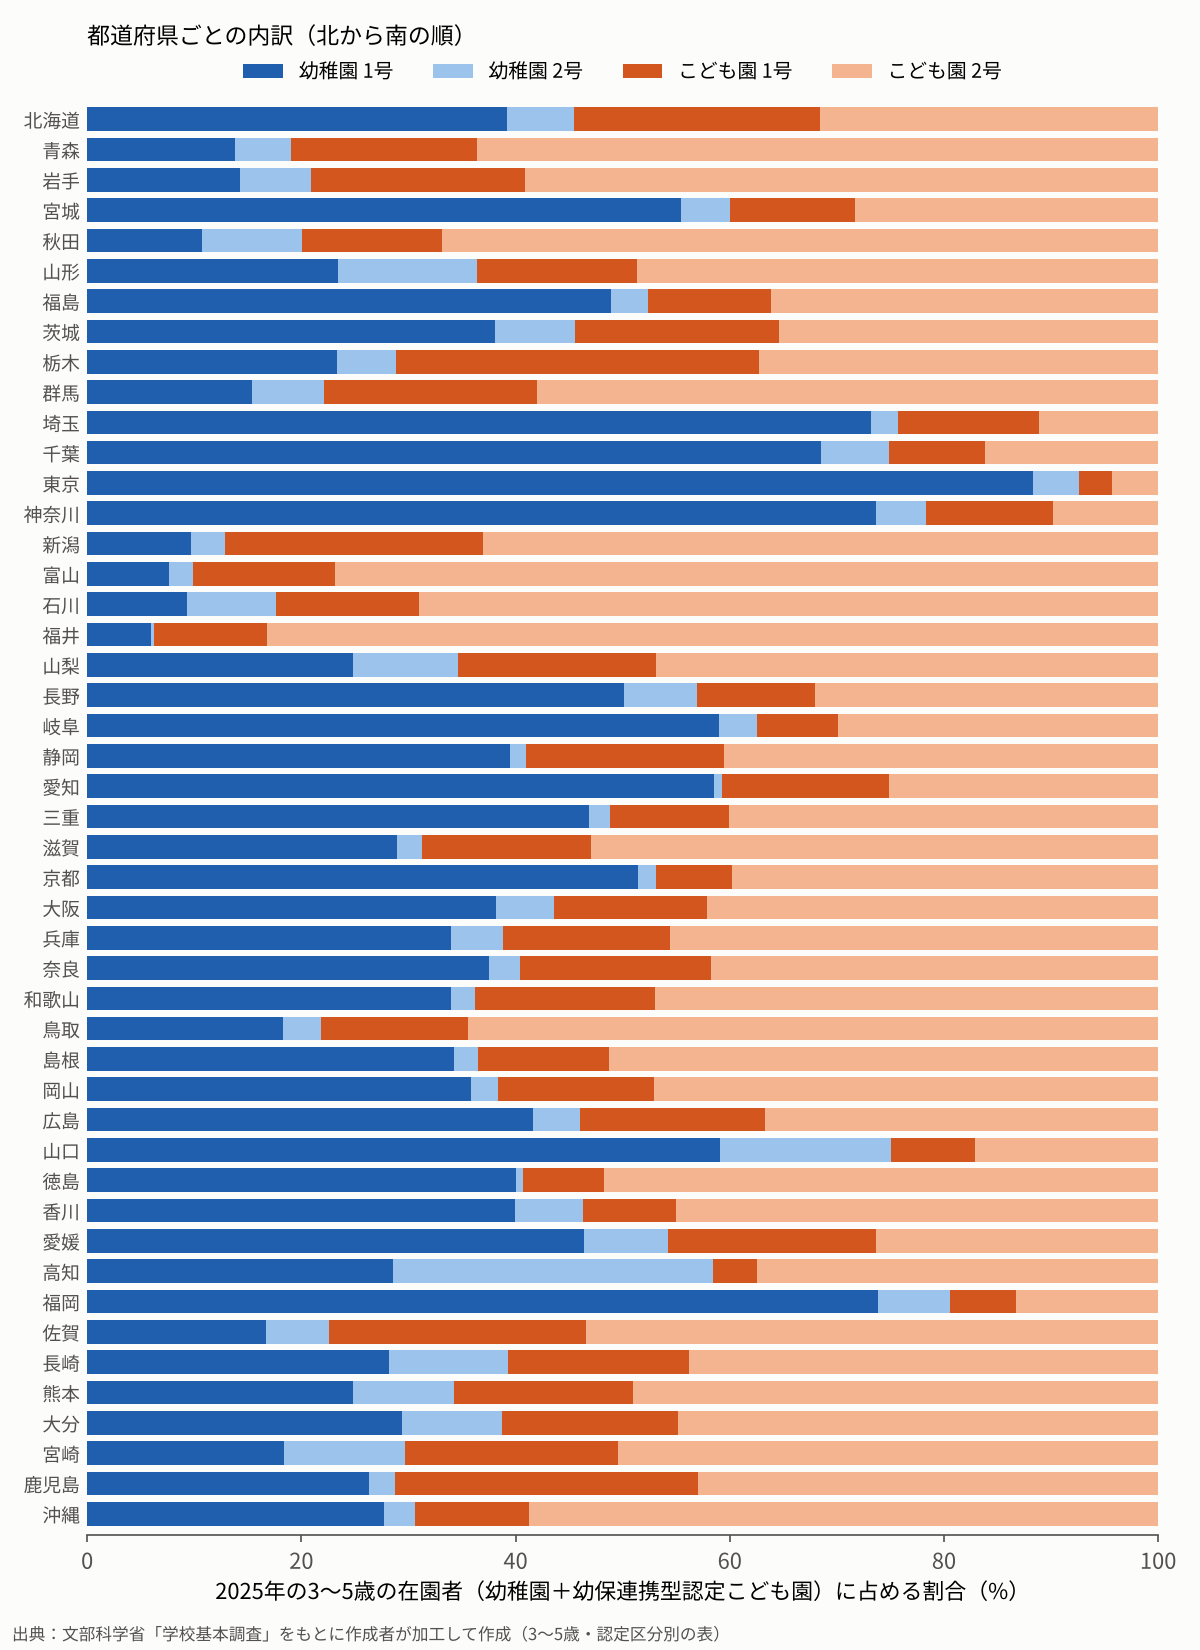 都道府県ごとの内訳（北から南の順）
幼稚園 1号 幼稚園 2号 こども園 1号 こども園 2号
北海道
青森
岩手
宮城
秋田
山形
福島
茨城
栃木
群馬
埼玉
千葉
東京
神奈川
新潟
富山
石川
福井
山梨
長野
岐阜
静岡
愛知
三重
滋賀
京都
大阪
兵庫
奈良
和歌山
鳥取
島根
岡山
広島
山口
徳島
香川
愛媛
高知
福岡
佐賀
長崎
熊本
大分
宮崎
鹿児島
沖縄
0 20 40 60 80 100
2025年の3〜5歳の在園者（幼稚園＋幼保連携型認定こども園）に占める割合（%）
出典：文部科学省「学校基本調査」をもとに作成者が加工して作成（3〜5歳・認定区分別の表）